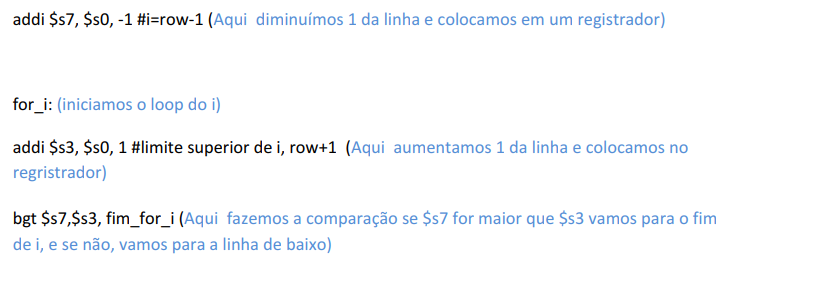 addi $s7, $s0, -1 #i=row-1 (Aqui  diminuímos 1 da linha e colocamos em um registrador)
for_i: (iniciamos o loop do i)
addi $s3, $s0, 1 #limite superior de i, row+1  (Aqui  aumentamos 1 da linha e colocamos no
regristrador)
bgt $s7,$s3, fim_for_i (Aqui  fazemos a comparação se $s7 for maior que $s3 vamos para o fim
de i, e se não, vamos para a linha de baixo)